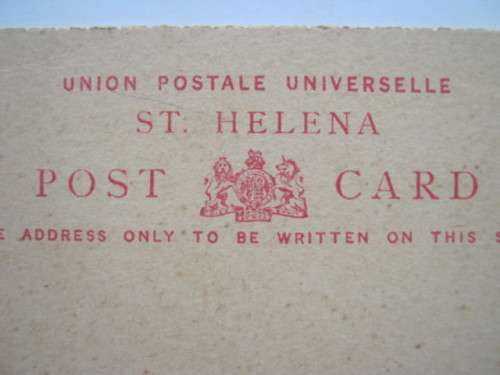 UNION POSTALE UNIVERSELLE
ST. HELENA
POST CARD
E ADDRESS ONLY TO BE WRITTEN ON THIS S